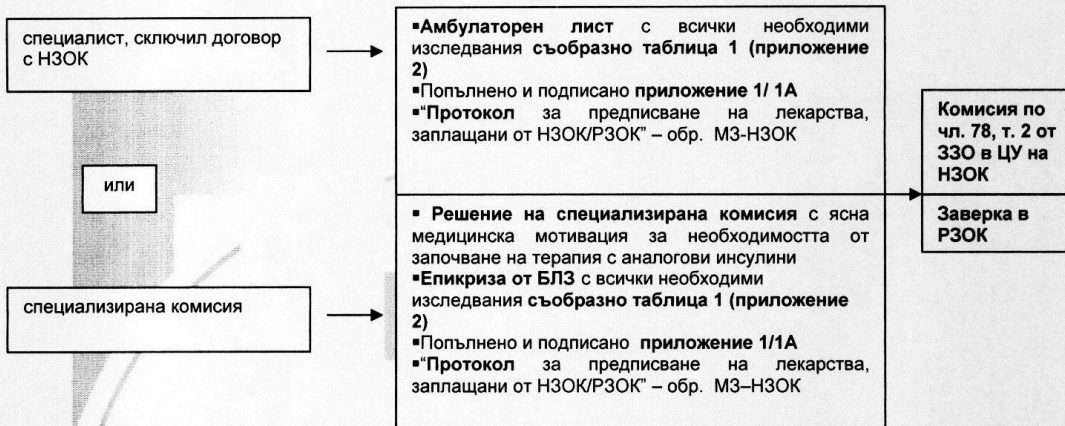 специалист, сключил договор
с НЗОК
▪Амбулаторен лист с всички необходими
изследвания съобразно таблица 1 (приложение
2)
▪Попълнено и подписано приложение 1/ 1А
▪"Протокол за предписване на лекарства,
заплащани от НЗОК/РЗОК" – обр. МЗ-НЗОК
или
▪ Решение на специализирана комисия с ясна
медицинска мотивация за необходимостта от
започване на терапия с аналогови инсулини
▪Епикриза от БЛЗ с всички необходими
изследвания съобразно таблица 1 (приложение
2)
▪Попълнено и подписано приложение 1/1А
▪"Протокол за предписване на лекарства,
заплащани от НЗОК/РЗОК" – обр. МЗ–НЗОК
специализирана комисия
Комисия по
чл. 78, т. 2 от
ЗЗО в ЦУ на
НЗОК
Заверка в
РЗОК